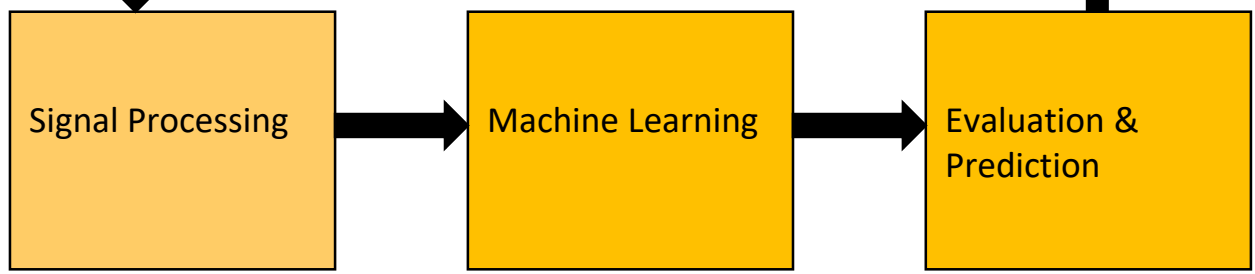 Signal Processing
Machine Learning
Evaluation &
Prediction